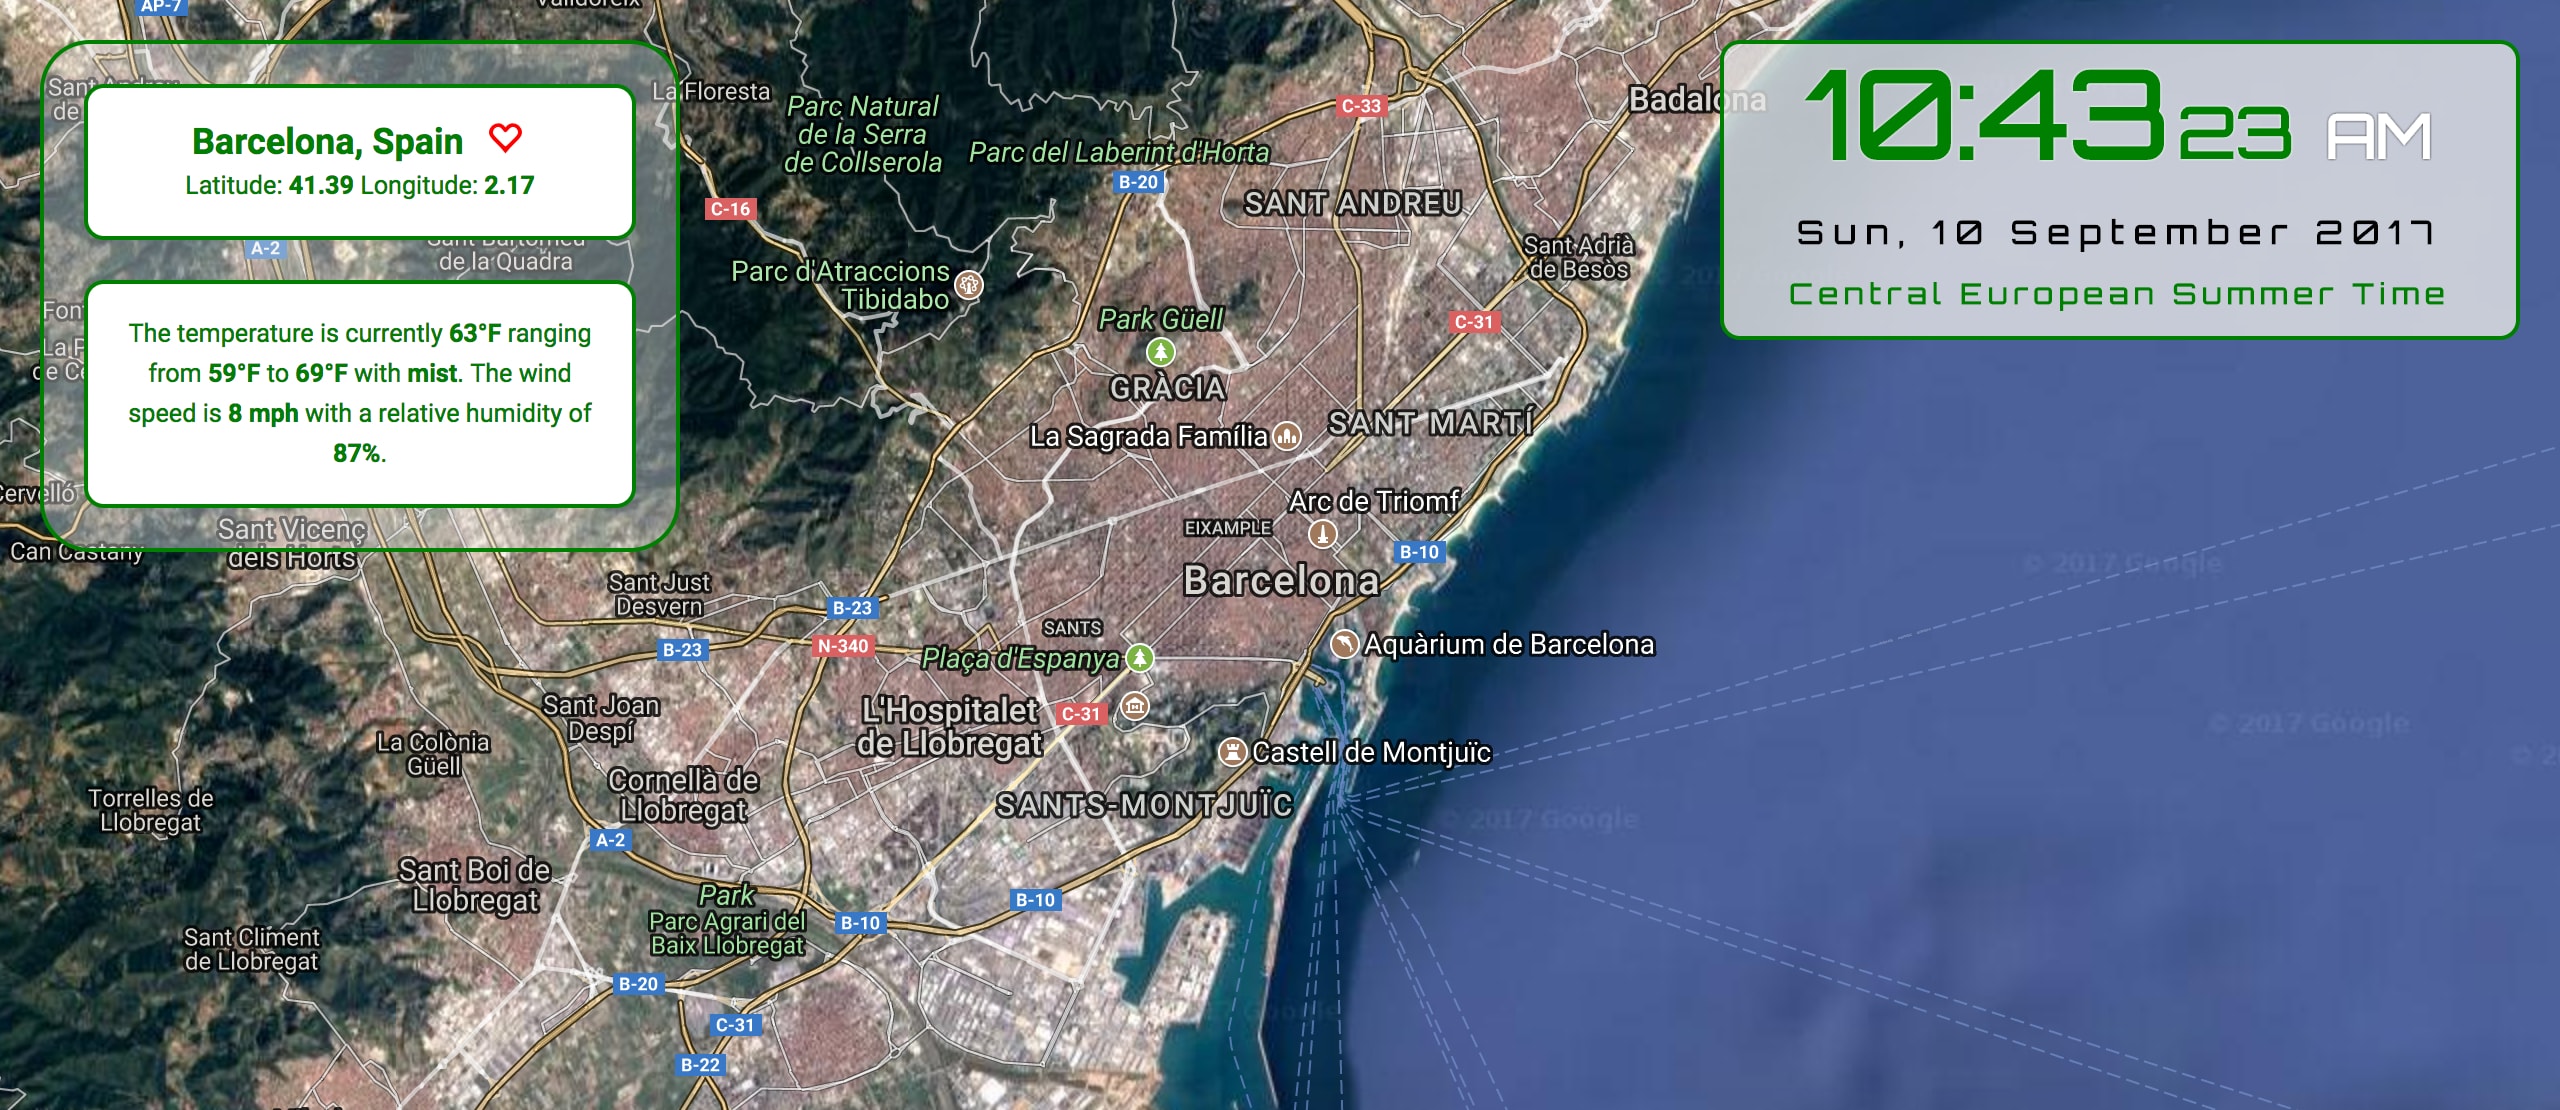 AP-7
Barcelona, Spain
Latitude: 41.39 Longitude: 2.17
The temperature is currently 63°F ranging
from 59°F to 69°F with mist. The wind
speed is 8 mph with a relative humidity of
87%.
10:43 23 AM
Sun, 10 September 2017
Central European Summer Time
La Floresta
Parc Natural
de la Serra
de Collserola
Parc del Laberint d'Horta
C-33
Badalona
B-20
C-16
SANT ANDREU
A-2
de la Quadra
Sant Adrià
de Besòs
Parc d'Atraccions
Tibidabo
Park Güell
C-31
GRÀCIA
La Sagrada Família
SANT MARTÍ
Cervelló
Arc de Triomf
Sant Vicenç
dels Horts
Can Castany
EIXAMPLE
B-10
© 2017 Google
Sant Just
Desvern
Barcelona
B-23
SANTS
B-23
N-340
Plaça d'Espanya
Aquàrium de Barcelona
Sant Joan
Despí
L'Hospitalet
de Llobregat
C-31
© 2017 Google
La Colònia
Güell
Castell de Montjuïc
Torrelles de
Llobregat
Cornellà de
Llobregat
SANTS-MONTJUÏC
© 2017 Google
A-2
Sant Boi de
Llobregat
Park
Parc Agrari del
Baix Llobregat
B-10
B-10
Sant Climent
de Llobregat
B-20
C-31
B-22